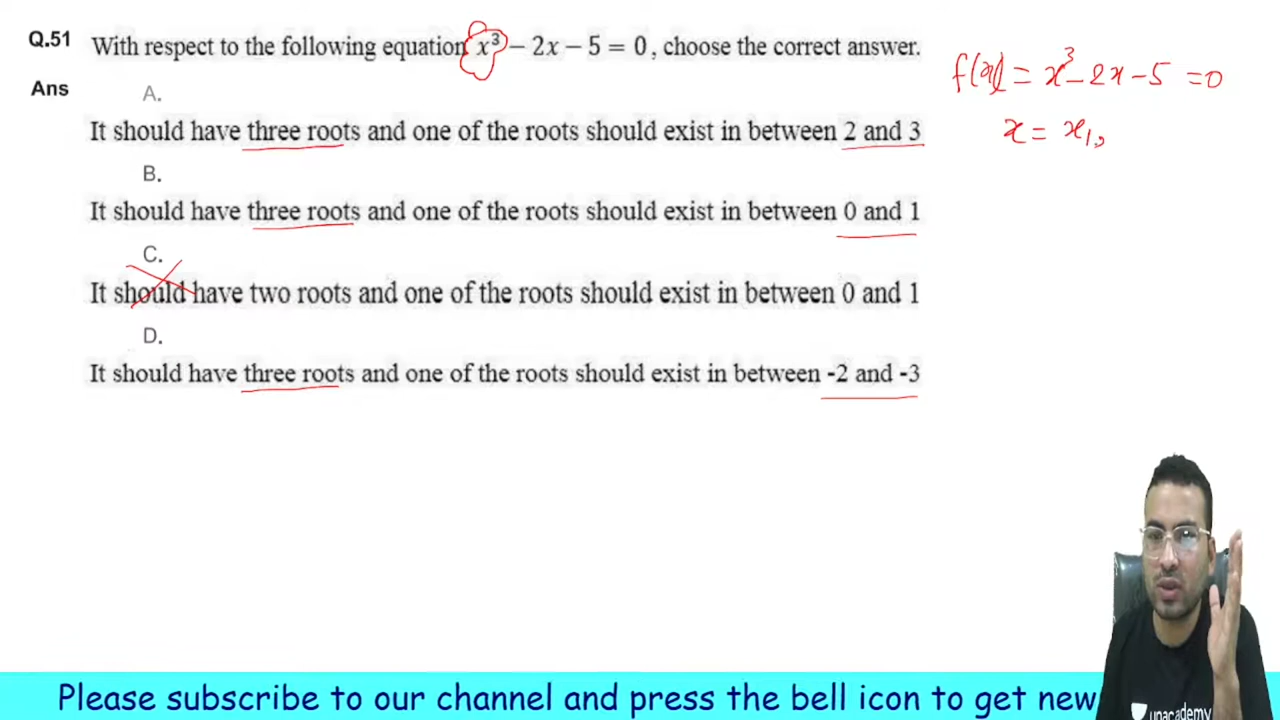 Q.51 With respect to the following equation x³ − 2x − 5 = 0, choose the correct answer.
Ans
A.
It should have three roots and one of the roots should exist in between 2 and 3
B.
It should have three roots and one of the roots should exist in between 0 and 1
C.
It should have two roots and one of the roots should exist in between 0 and 1
D.
It should have three roots and one of the roots should exist in between -2 and -3
f(x) = x³ - 2x - 5 = 0
x = x₁,
Please subscribe to our channel and press the bell icon to get new
unacademy